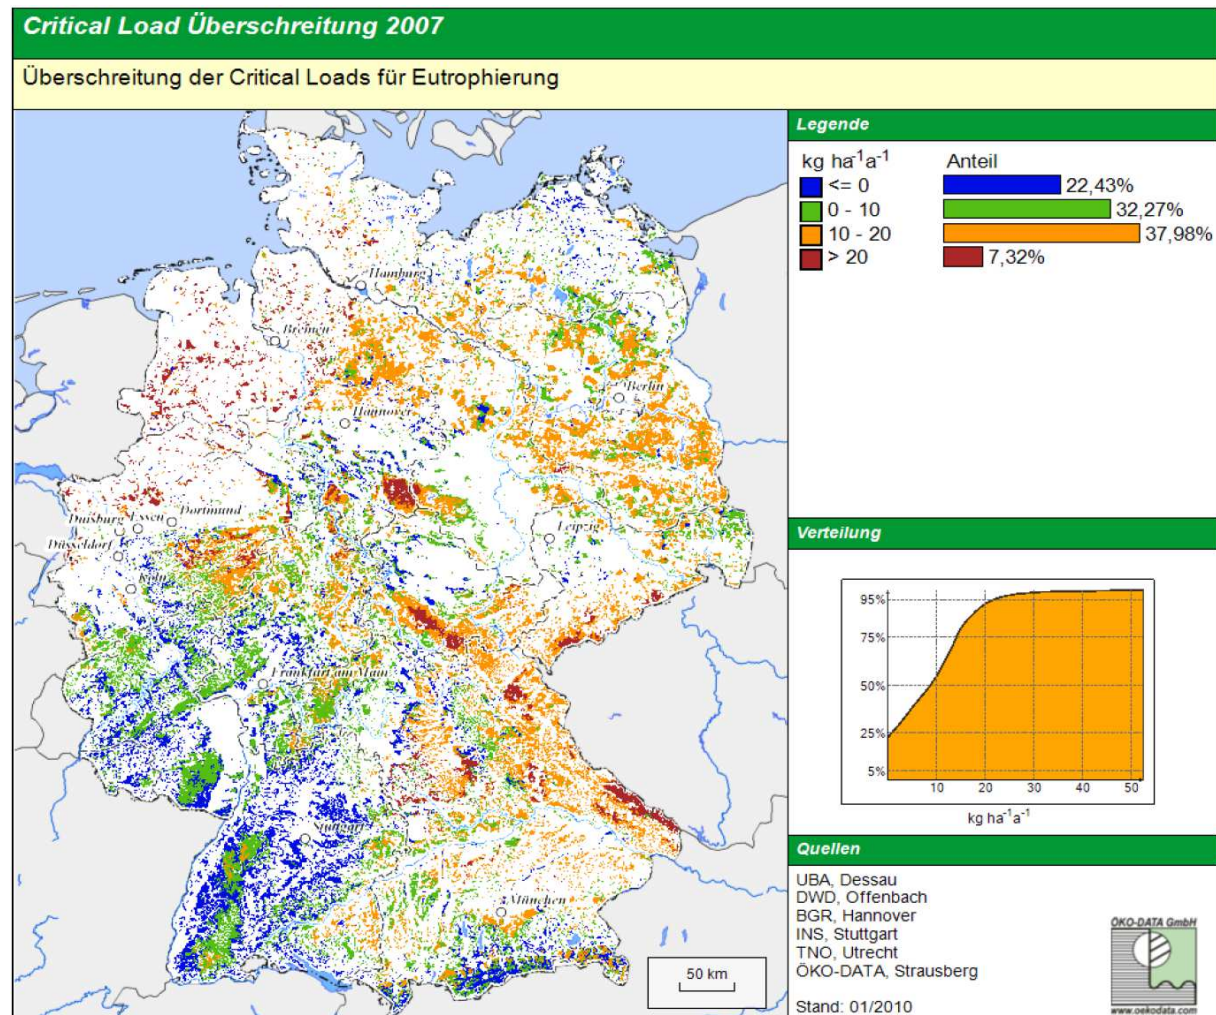 Critical Load Überschreitung 2007
Überschreitung der Critical Loads für Eutrophierung
Hamburg
Bremen
Berlin
Hannover
Duisburg Essen Dortmund
Leipzig
Düsseldorf
Köln
Frankfurt am Main
Stuttgart
München
50 km
Legende
kg ha-1a-1 Anteil
<= 0 22,43%
0 - 10 32,27%
10 - 20 37,98%
> 20 7,32%
Verteilung
95%
75%
50%
25%
5%
10 20 30 40 50
kg ha-1a-1
Quellen
UBA, Dessau
DWD, Offenbach
BGR, Hannover
INS, Stuttgart
TNO, Utrecht
ÖKO-DATA, Strausberg
Stand: 01/2010
ÖKO-DATA GmbH
www.oekodata.com